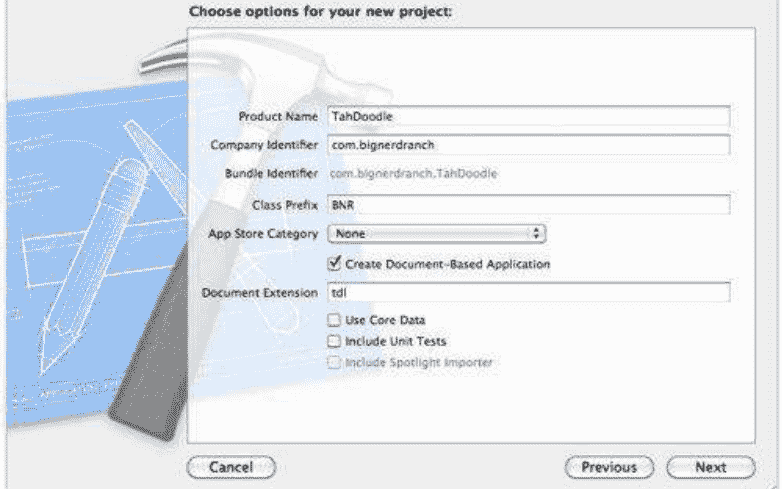 Choose options for your new project:
Product Name TahDoodle
Company Identifier com.bignerdranch
Bundle Identifier com.bignerdranch.TahDoodle
Class Prefix BNR
App Store Category None
Create Document-Based Application
Document Extension tdl
Use Core Data
Include Unit Tests
Include Spotlight Importer
Cancel Previous Next